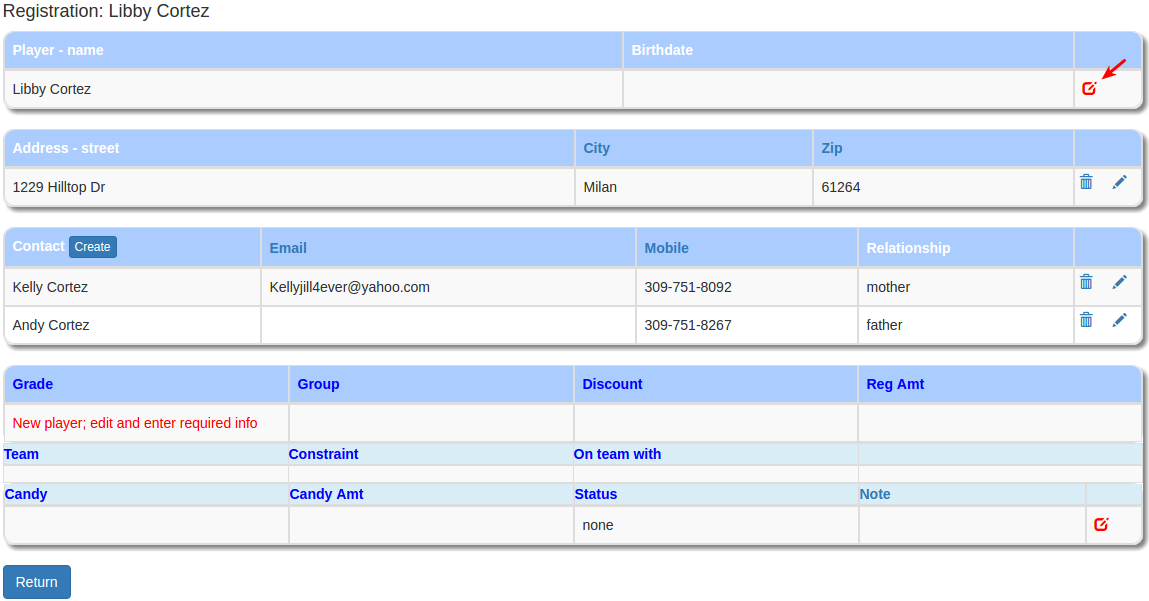 Registration: Libby Cortez
Player - name Birthdate
Libby Cortez
Address - street City Zip
1229 Hilltop Dr Milan 61264
Contact Create Email Mobile Relationship
Kelly Cortez Kellyjill4ever@yahoo.com 309-751-8092 mother
Andy Cortez 309-751-8267 father
Grade Group Discount Reg Amt
New player; edit and enter required info
Team Constraint On team with
Candy Candy Amt Status Note
none
Return